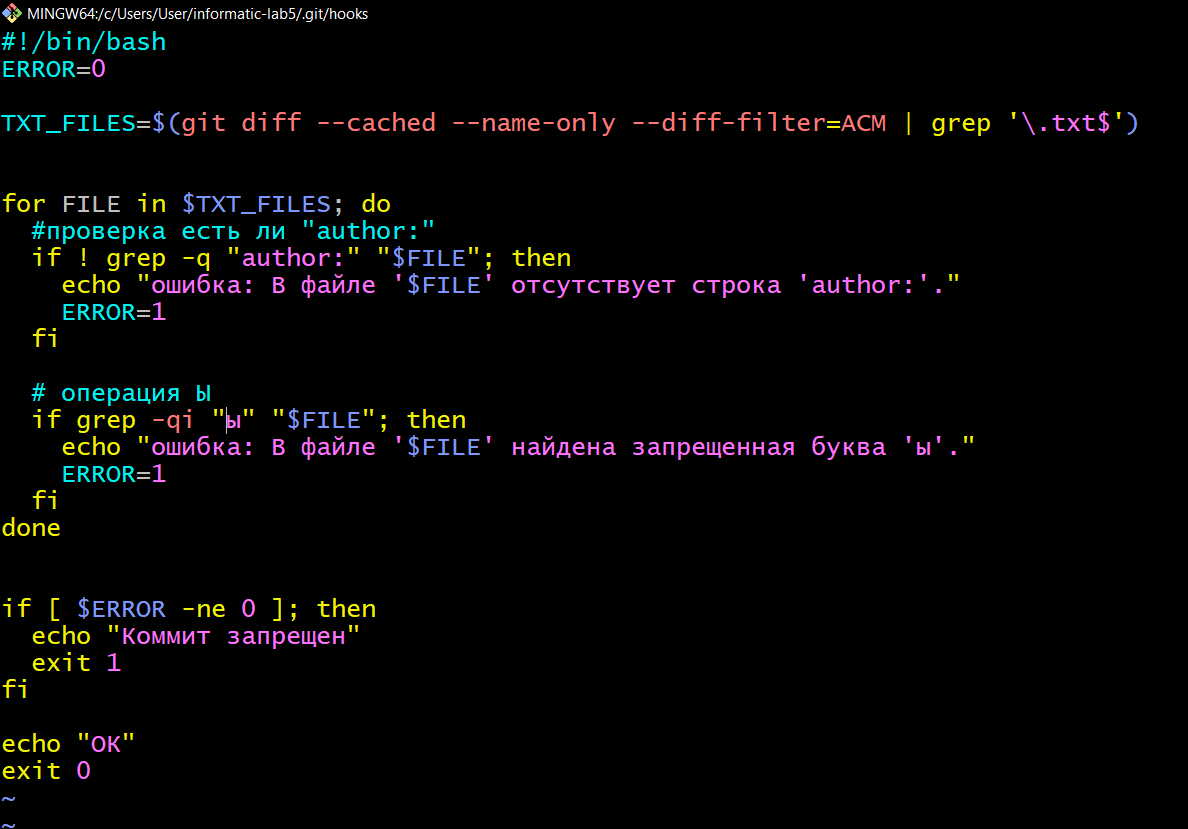 MINGW64:/c/Users/User/informatic-lab5/.git/hooks
#!/bin/bash
ERROR=0
TXT_FILES=$(git diff --cached --name-only --diff-filter=ACM | grep '\.txt$')
for FILE in $TXT_FILES; do
#проверка есть ли "author:"
if ! grep -q "author:" "$FILE"; then
echo "ошибка: В файле '$FILE' отсутствует строка 'author:'."
ERROR=1
fi
# операция Ы
if grep -qi "ы" "$FILE"; then
echo "ошибка: В файле '$FILE' найдена запрещенная буква 'ы'."
ERROR=1
fi
done
if [ $ERROR -ne 0 ]; then
echo "Коммит запрещен"
exit 1
fi
echo "OK"
exit 0
~
~